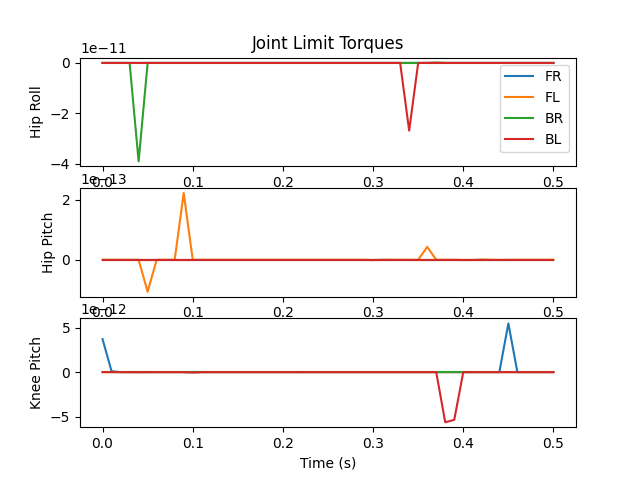 Joint Limit Torques
1e−11
0
−2
−4
Hip Roll
FR
FL
BR
BL
0.0 0.1 0.2 0.3 0.4 0.5
1e−13
2
0
Hip Pitch
0.0 0.1 0.2 0.3 0.4 0.5
1e−12
5
0
−5
Knee Pitch
0.0 0.1 0.2 0.3 0.4 0.5
Time (s)